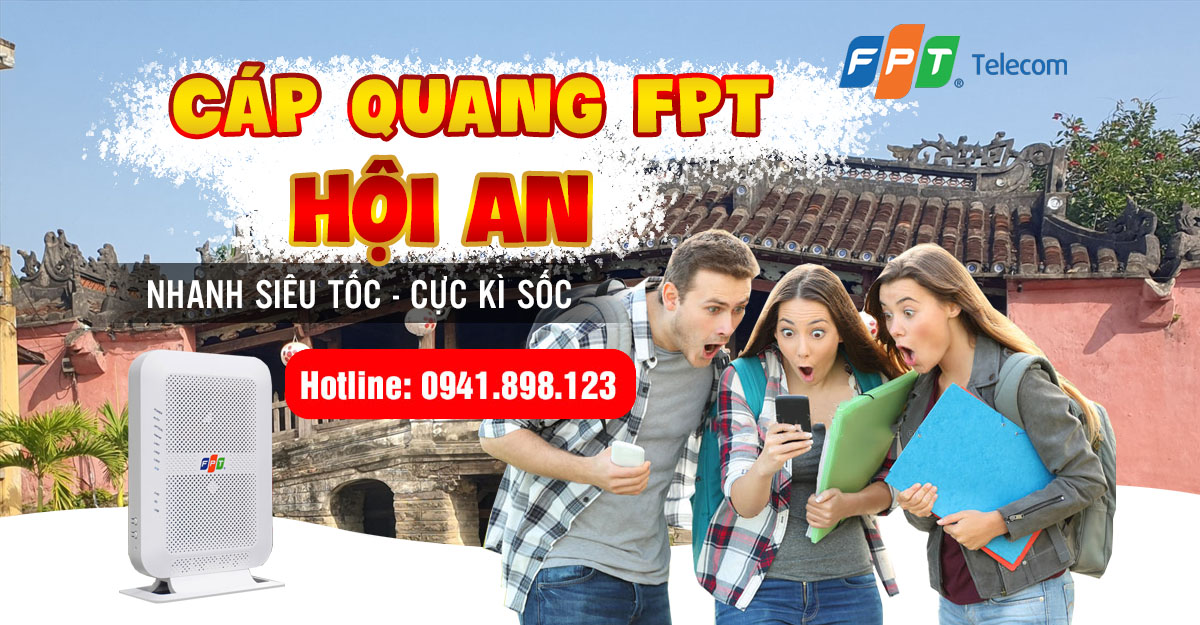 FPT® Telecom
CÁP QUANG FPT
HỘI AN
NHANH SIÊU TỐC - CỰC KÌ SỐC
Hotline: 0941.898.123
FPT